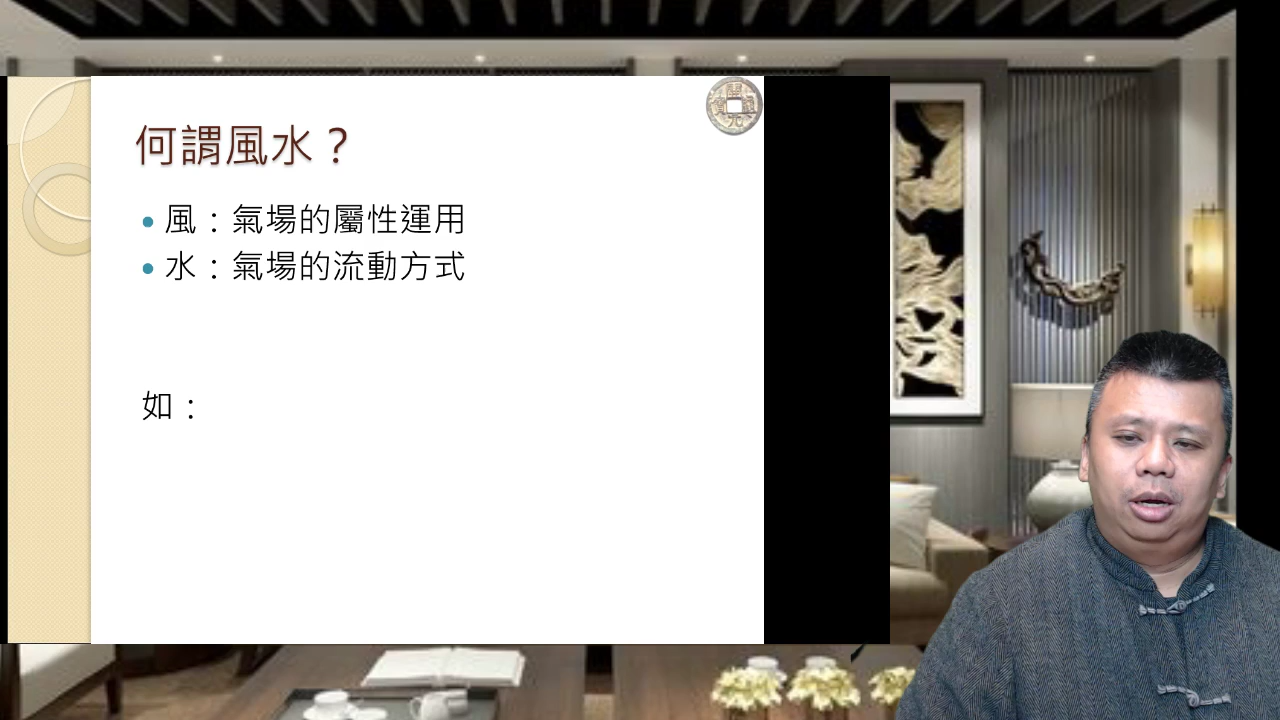 何謂風水？
風：氣場的屬性運用
水：氣場的流動方式
如：